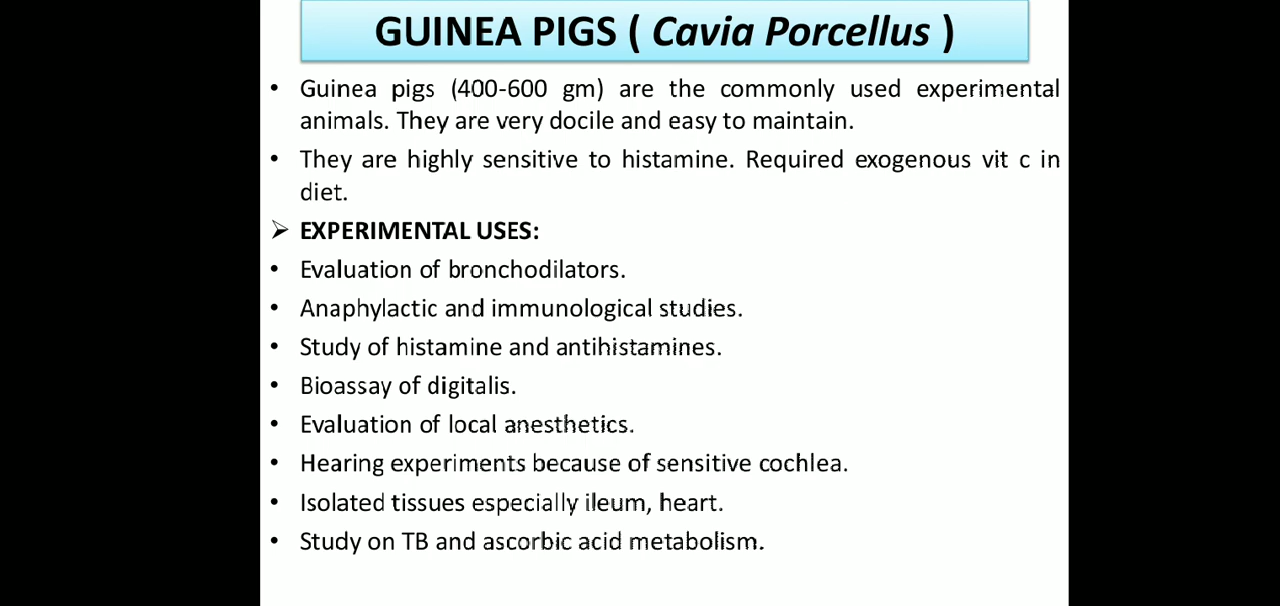 GUINEA PIGS ( Cavia Porcellus )
• Guinea pigs (400-600 gm) are the commonly used experimental
animals. They are very docile and easy to maintain.
• They are highly sensitive to histamine. Required exogenous vit c in
diet.
➢ EXPERIMENTAL USES:
• Evaluation of bronchodilators.
• Anaphylactic and immunological studies.
• Study of histamine and antihistamines.
• Bioassay of digitalis.
• Evaluation of local anesthetics.
• Hearing experiments because of sensitive cochlea.
• Isolated tissues especially ileum, heart.
• Study on TB and ascorbic acid metabolism.